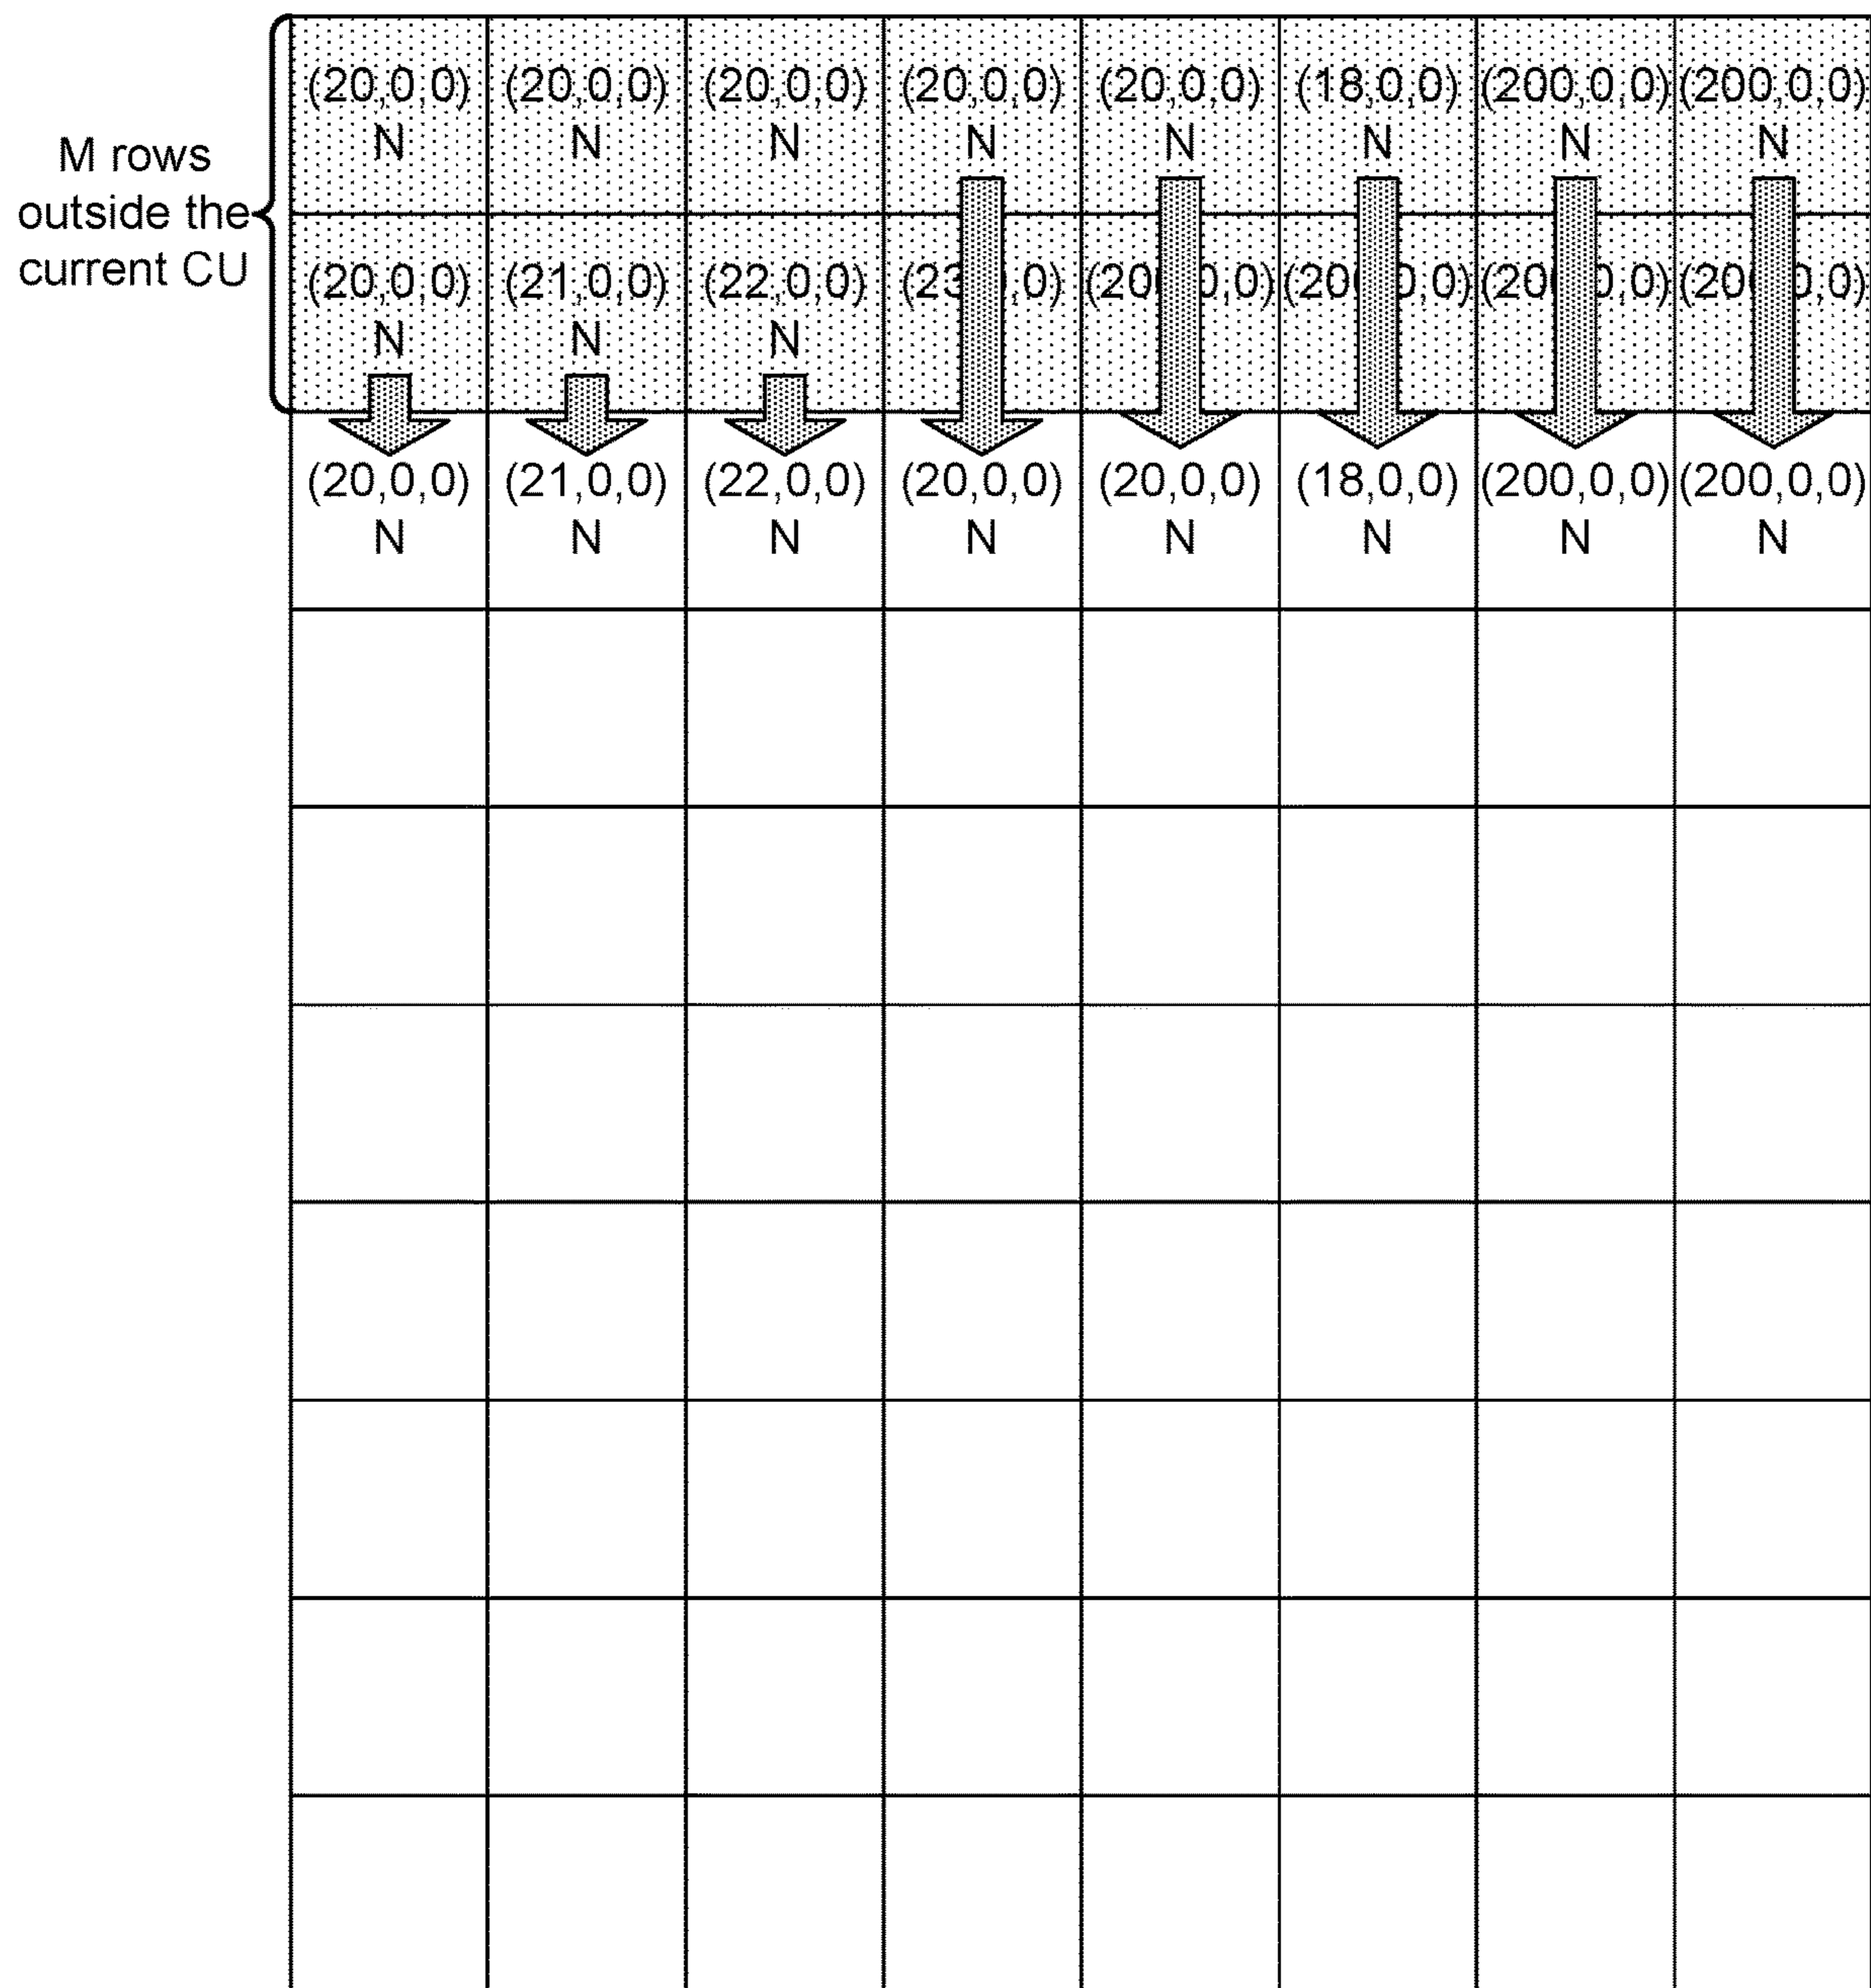 (20,0,0) (20,0,0) (20,0,0) (20,0,0) (20,0,0) (18,0,0) (200,0,0) (200,0,0)
N N N N N N N N
M rows
outside the
current CU
(20,0,0) (21,0,0) (22,0,0)
N N N
(20,0,0) (21,0,0) (22,0,0) (20,0,0) (20,0,0) (18,0,0) (200,0,0) (200,0,0)
N N N N N N N N